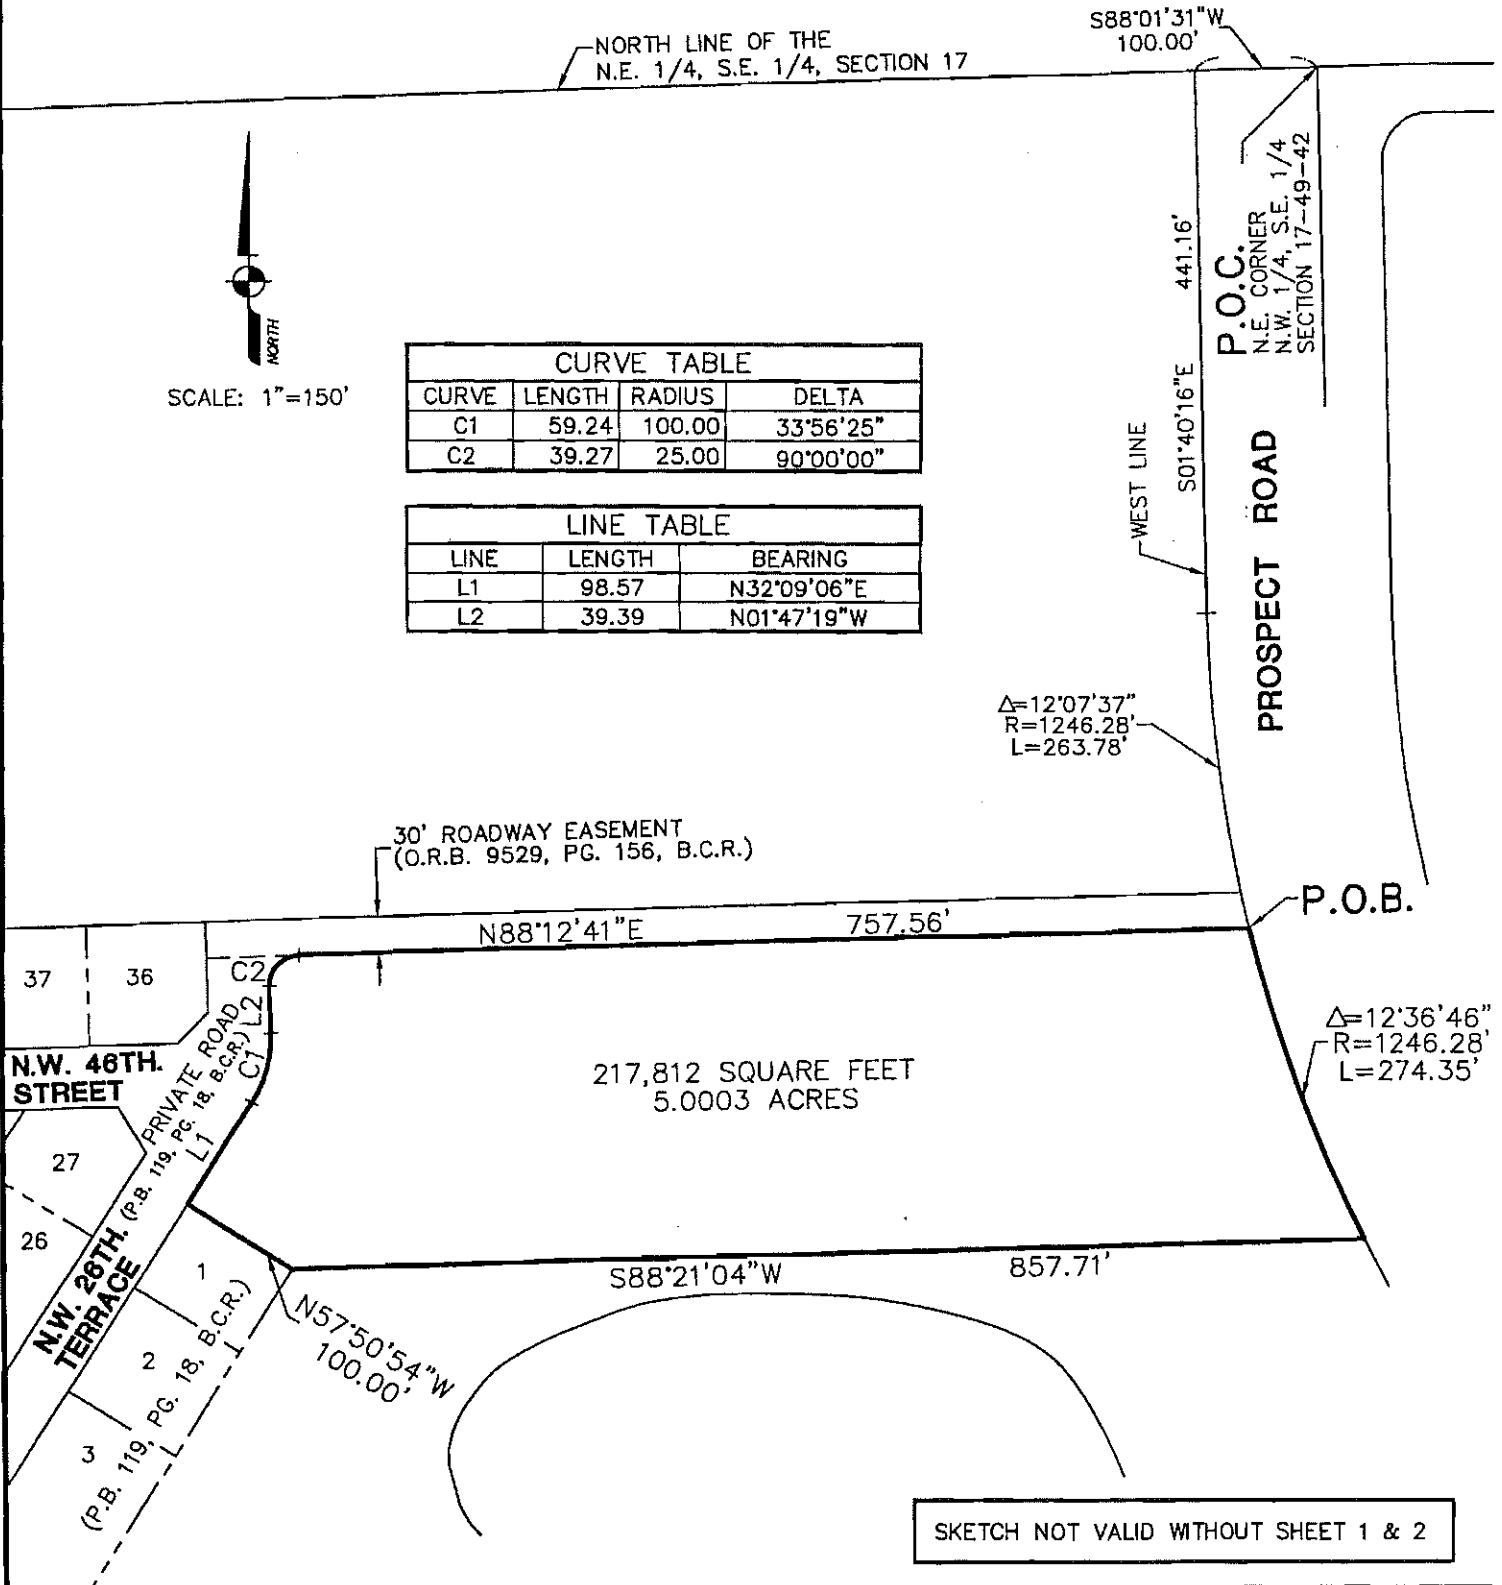 S88°01'31"W
100.00'
NORTH LINE OF THE
N.E. 1/4, S.E. 1/4, SECTION 17
NORTH
SCALE: 1"=150'
CURVE TABLE
CURVE LENGTH RADIUS DELTA
C1 59.24 100.00 33°56'25"
C2 39.27 25.00 90°00'00"
LINE TABLE
LINE LENGTH BEARING
L1 98.57 N32°09'06"E
L2 39.39 N01°47'19"W
441.16'
S01°40'16"E
WEST LINE
P.O.C.
N.E. CORNER
N.W. 1/4, S.E. 1/4
SECTION 17-49-42
PROSPECT ROAD
Δ=12°07'37"
R=1246.28'
L=263.78'
30' ROADWAY EASEMENT
(O.R.B. 9529, PG. 156, B.C.R.)
P.O.B.
N88°12'41"E 757.56'
37
36
C2
L2
C1
L1
PRIVATE ROAD
(P.B. 119, PG. 18, B.C.R.)
N.W. 46TH.
STREET
Δ=12°36'46"
R=1246.28'
L=274.35'
217,812 SQUARE FEET
5.0003 ACRES
27
26
N.W. 26TH.
TERRACE
1
2
3
(P.B. 119, PG. 18, B.C.R.)
S88°21'04"W 857.71'
N57°50'54"W
100.00'
SKETCH NOT VALID WITHOUT SHEET 1 & 2